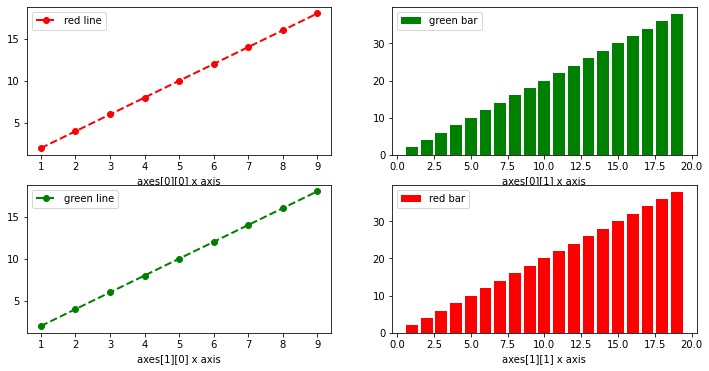 red line
15
10
5
1 2 3 4 5 6 7 8 9
axes[0][0] x axis
green bar
30
20
10
0
0.0 2.5 5.0 7.5 10.0 12.5 15.0 17.5 20.0
axes[0][1] x axis
green line
15
10
5
1 2 3 4 5 6 7 8 9
axes[1][0] x axis
red bar
30
20
10
0
0.0 2.5 5.0 7.5 10.0 12.5 15.0 17.5 20.0
axes[1][1] x axis